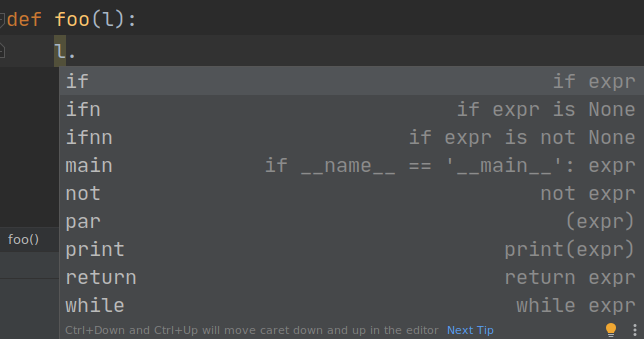 def foo(l):
    l.
if if expr
ifn if expr is None
ifnn if expr is not None
main if __name__ == '__main__': expr
not not expr
par (expr)
print print(expr)
return return expr
while while expr
foo()
Ctrl+Down and Ctrl+Up will move caret down and up in the editor Next Tip